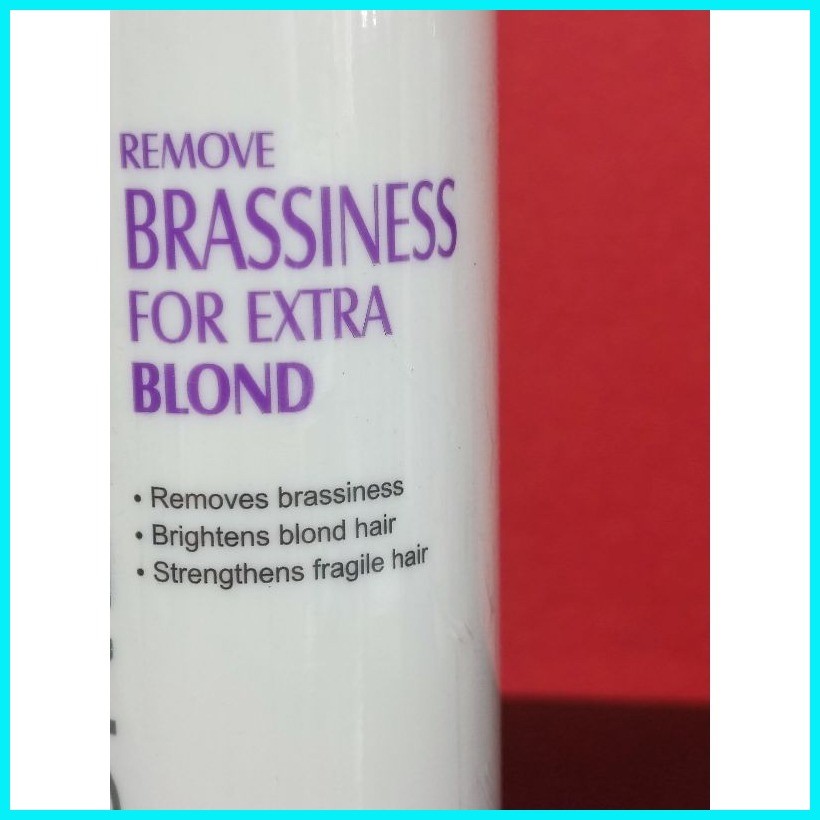 REMOVE
BRASSINESS
FOR EXTRA
BLOND
• Removes brassiness
• Brightens blond hair
• Strengthens fragile hair